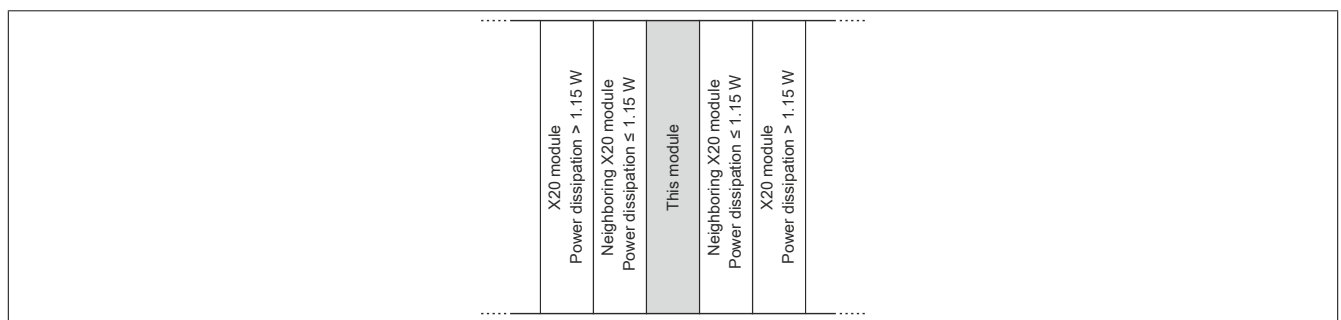 X20 module
Power dissipation > 1.15 W
Neighboring X20 module
Power dissipation ≤ 1.15 W
This module
Neighboring X20 module
Power dissipation ≤ 1.15 W
X20 module
Power dissipation > 1.15 W